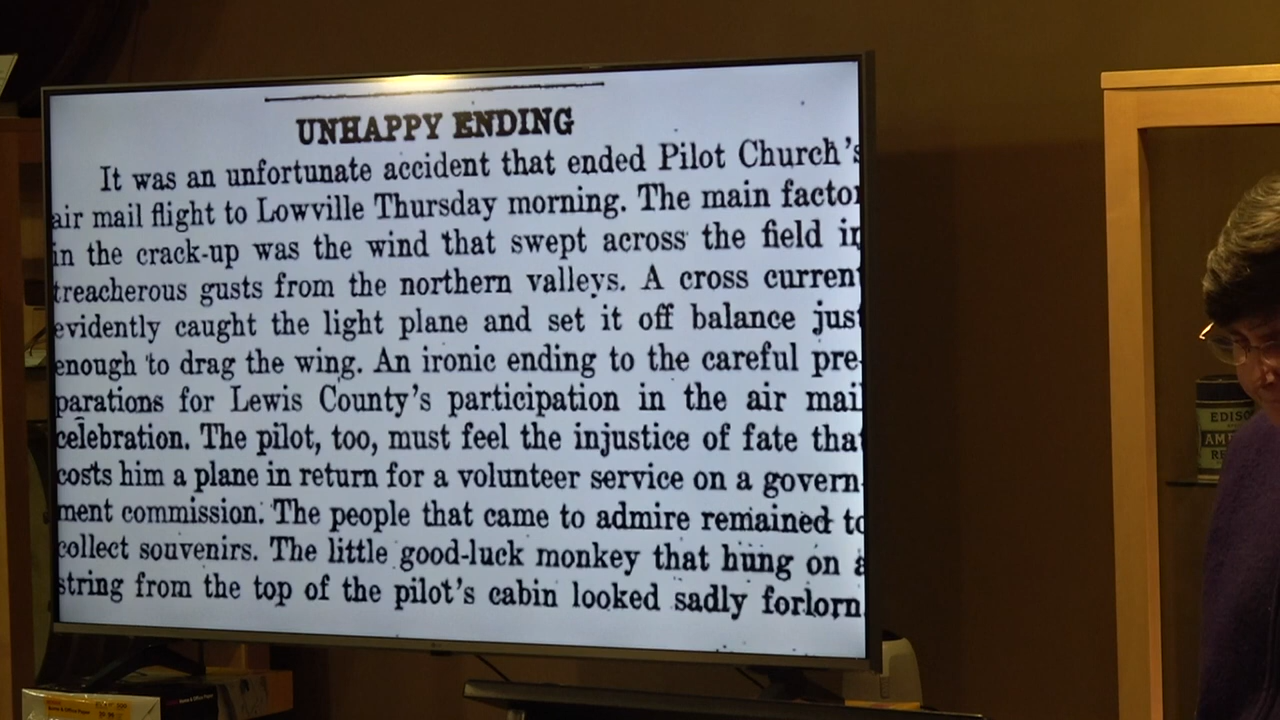 UNHAPPY ENDING
It was an unfortunate accident that ended Pilot Church's
air mail flight to Lowville Thursday morning. The main factor
in the crack-up was the wind that swept across the field in
treacherous gusts from the northern valleys. A cross current
evidently caught the light plane and set it off balance just
enough to drag the wing. An ironic ending to the careful pre-
parations for Lewis County's participation in the air mail
celebration. The pilot, too, must feel the injustice of fate that
costs him a plane in return for a volunteer service on a govern-
ment commission. The people that came to admire remained to
collect souvenirs. The little good-luck monkey that hung on a
string from the top of the pilot's cabin looked sadly forlorn.
EDISO
AM
RE
Home & Office Paper